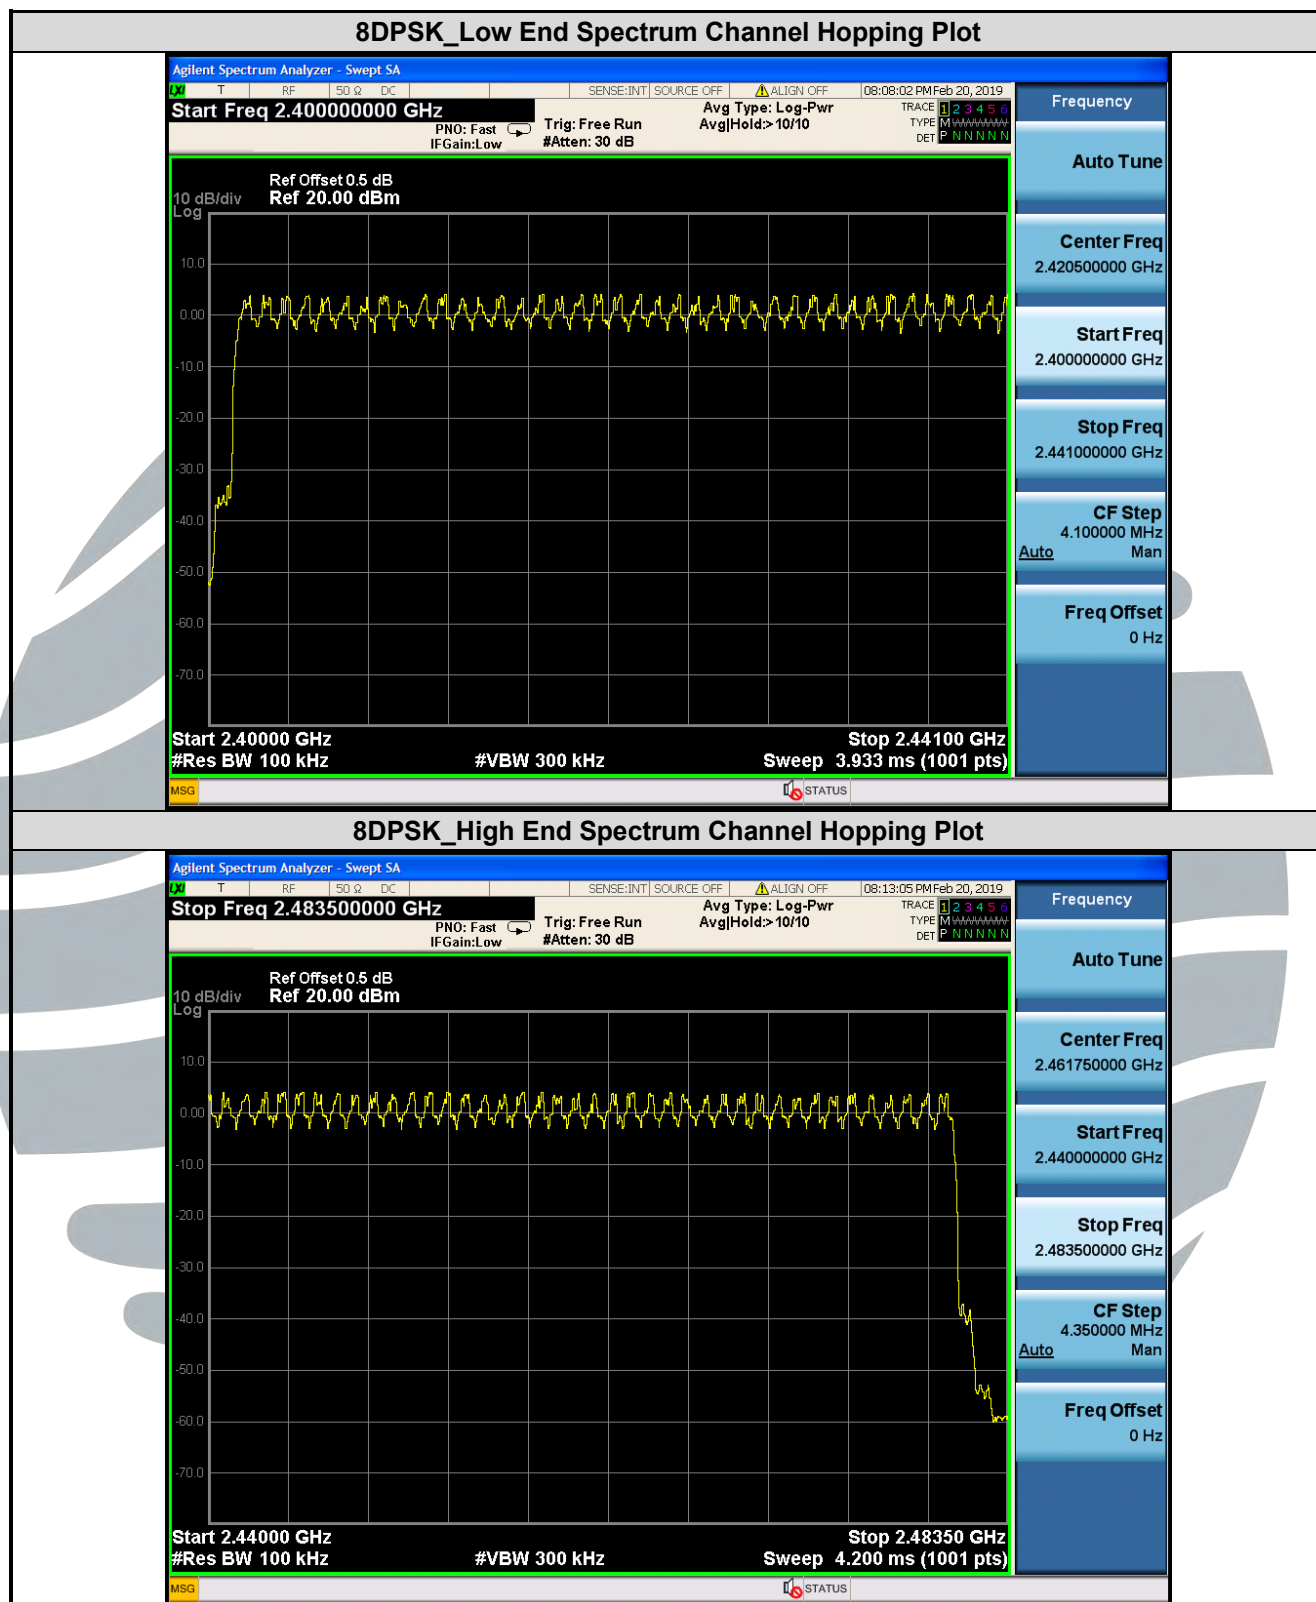 8DPSK_Low End Spectrum Channel Hopping Plot
Agilent Spectrum Analyzer - Swept SA
LXI T RF 50 Ω DC SENSE:INT SOURCE OFF ALIGN OFF 08:08:02 PM Feb 20, 2019
Start Freq 2.400000000 GHz
PNO: Fast
IFGain:Low
Trig: Free Run
#Atten: 30 dB
Avg Type: Log-Pwr
Avg|Hold:>10/10
TRACE 1 2 3 4 5 6
TYPE M
DET P N N N N N
Ref Offset 0.5 dB
10 dB/div Ref 20.00 dBm
Log
10.0
0.00
-10.0
-20.0
-30.0
-40.0
-50.0
-60.0
-70.0
Start 2.40000 GHz Stop 2.44100 GHz
#Res BW 100 kHz #VBW 300 kHz Sweep 3.933 ms (1001 pts)
MSG STATUS
Frequency
Auto Tune
Center Freq
2.420500000 GHz
Start Freq
2.400000000 GHz
Stop Freq
2.441000000 GHz
CF Step
4.100000 MHz
Auto Man
Freq Offset
0 Hz
8DPSK_High End Spectrum Channel Hopping Plot
Agilent Spectrum Analyzer - Swept SA
LXI T RF 50 Ω DC SENSE:INT SOURCE OFF ALIGN OFF 08:13:05 PM Feb 20, 2019
Stop Freq 2.483500000 GHz
PNO: Fast
IFGain:Low
Trig: Free Run
#Atten: 30 dB
Avg Type: Log-Pwr
Avg|Hold:>10/10
TRACE 1 2 3 4 5 6
TYPE M
DET P N N N N N
Ref Offset 0.5 dB
10 dB/div Ref 20.00 dBm
Log
10.0
0.00
-10.0
-20.0
-30.0
-40.0
-50.0
-60.0
-70.0
Start 2.44000 GHz Stop 2.48350 GHz
#Res BW 100 kHz #VBW 300 kHz Sweep 4.200 ms (1001 pts)
MSG STATUS
Frequency
Auto Tune
Center Freq
2.461750000 GHz
Start Freq
2.440000000 GHz
Stop Freq
2.483500000 GHz
CF Step
4.350000 MHz
Auto Man
Freq Offset
0 Hz